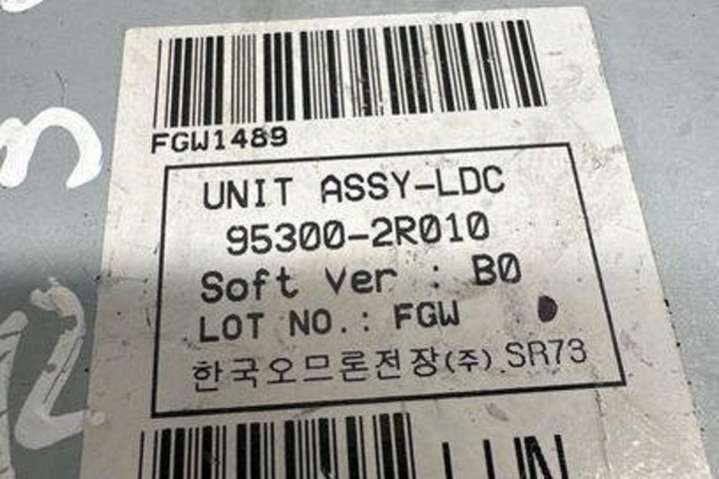 FGW1489
UNIT ASSY-LDC
95300-2R010
Soft Ver : B0
LOT NO.: FGW
한국오므론전장(주) SR73